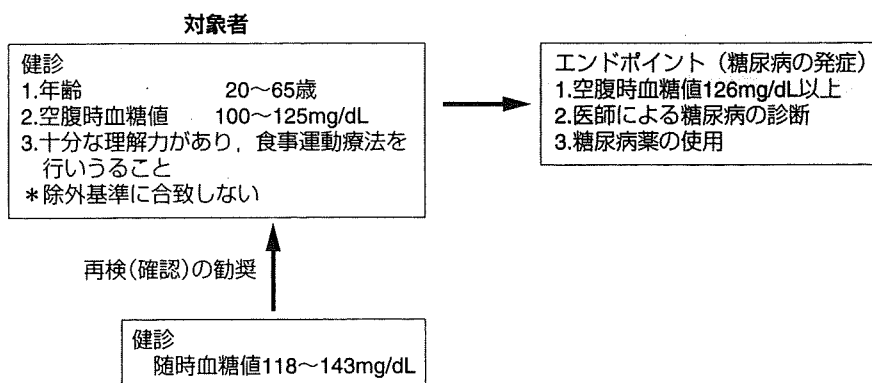 対象者
健診
1.年齢 20～65歳
2.空腹時血糖値 100～125mg/dL
3.十分な理解力があり，食事運動療法を
行いうること
＊除外基準に合致しない
エンドポイント（糖尿病の発症）
1.空腹時血糖値126mg/dL以上
2.医師による糖尿病の診断
3.糖尿病薬の使用
再検（確認）の勧奨
健診
随時血糖値118～143mg/dL